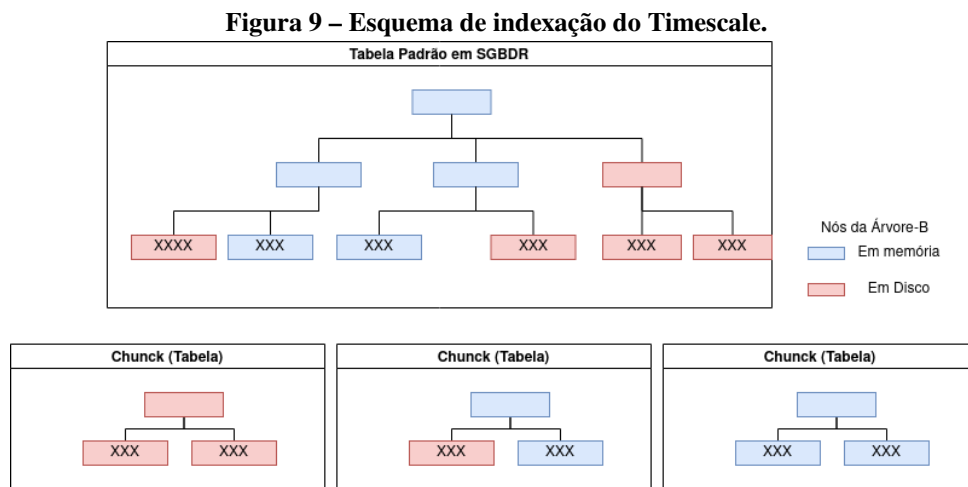 Figura 9 – Esquema de indexação do Timescale.
Tabela Padrão em SGBDR
XXXX XXX XXX XXX XXX XXX
Nós da Árvore-B
Em memória
Em Disco
Chunck (Tabela) Chunck (Tabela) Chunck (Tabela)
XXX XXX XXX XXX XXX XXX